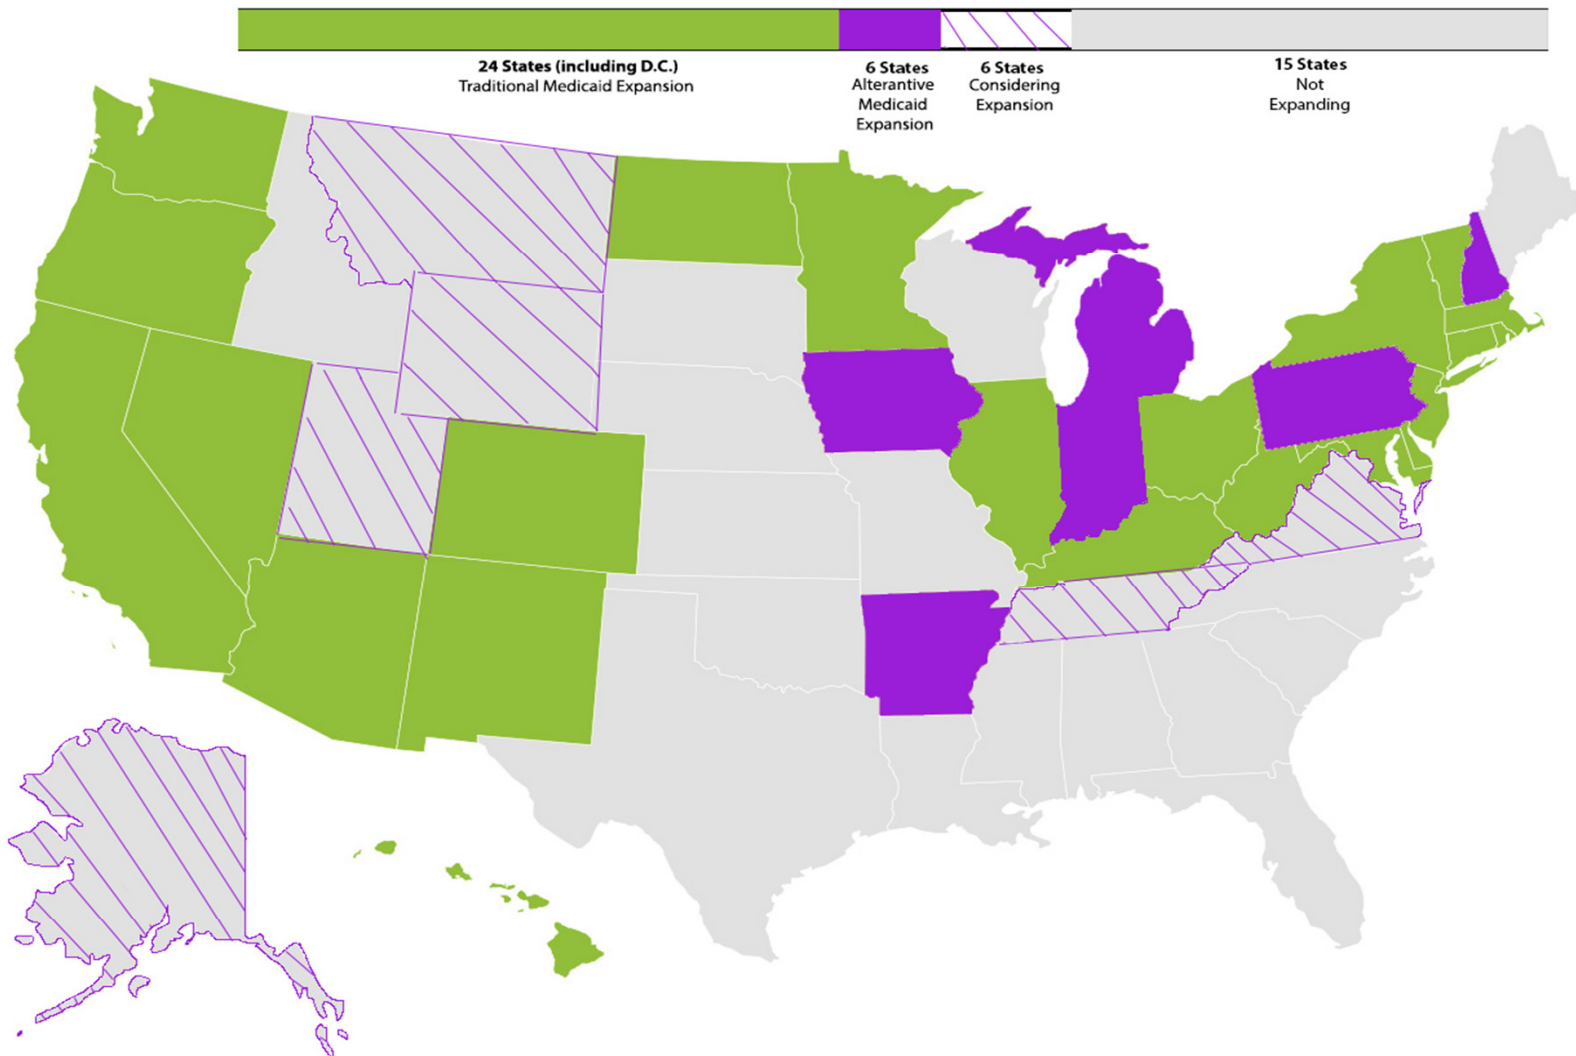 24 States (including D.C.)
Traditional Medicaid Expansion
6 States
Alterantive
Medicaid
Expansion
6 States
Considering
Expansion
15 States
Not
Expanding